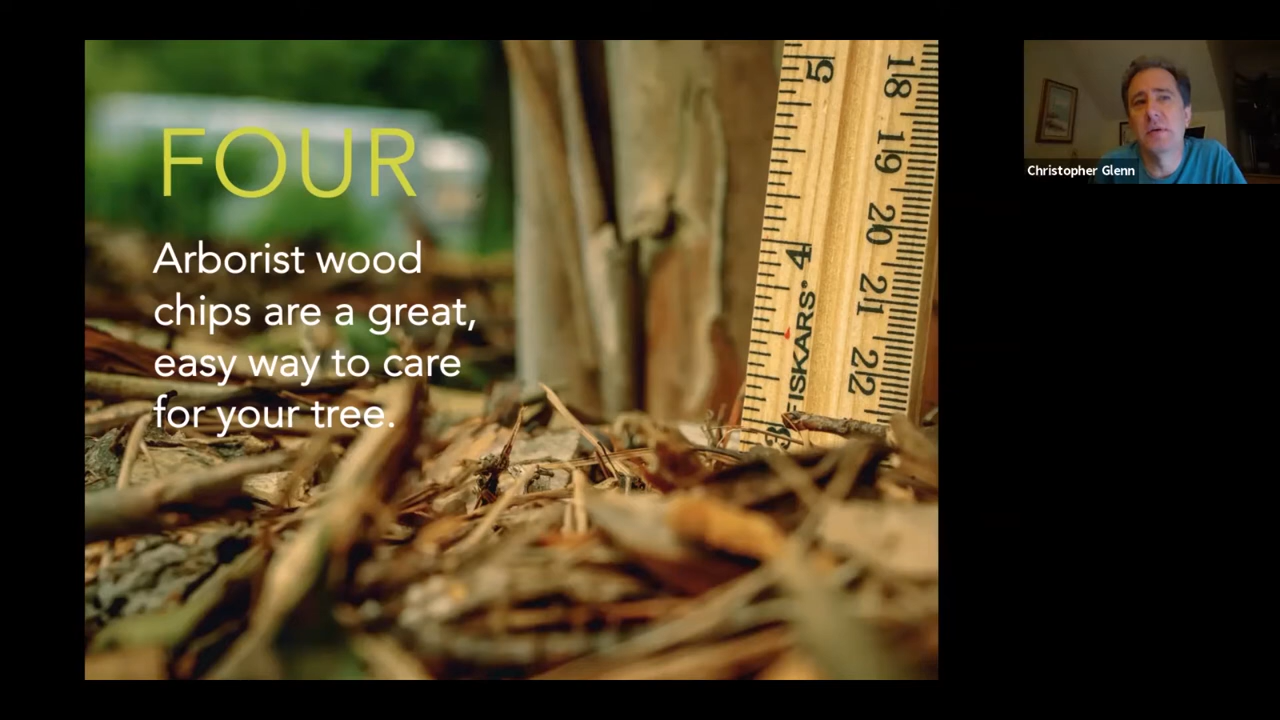 FOUR
Arborist wood
chips are a great,
easy way to care
for your tree.
5
18
19
20
4
21
FISKARS®
22
3
Christopher Glenn